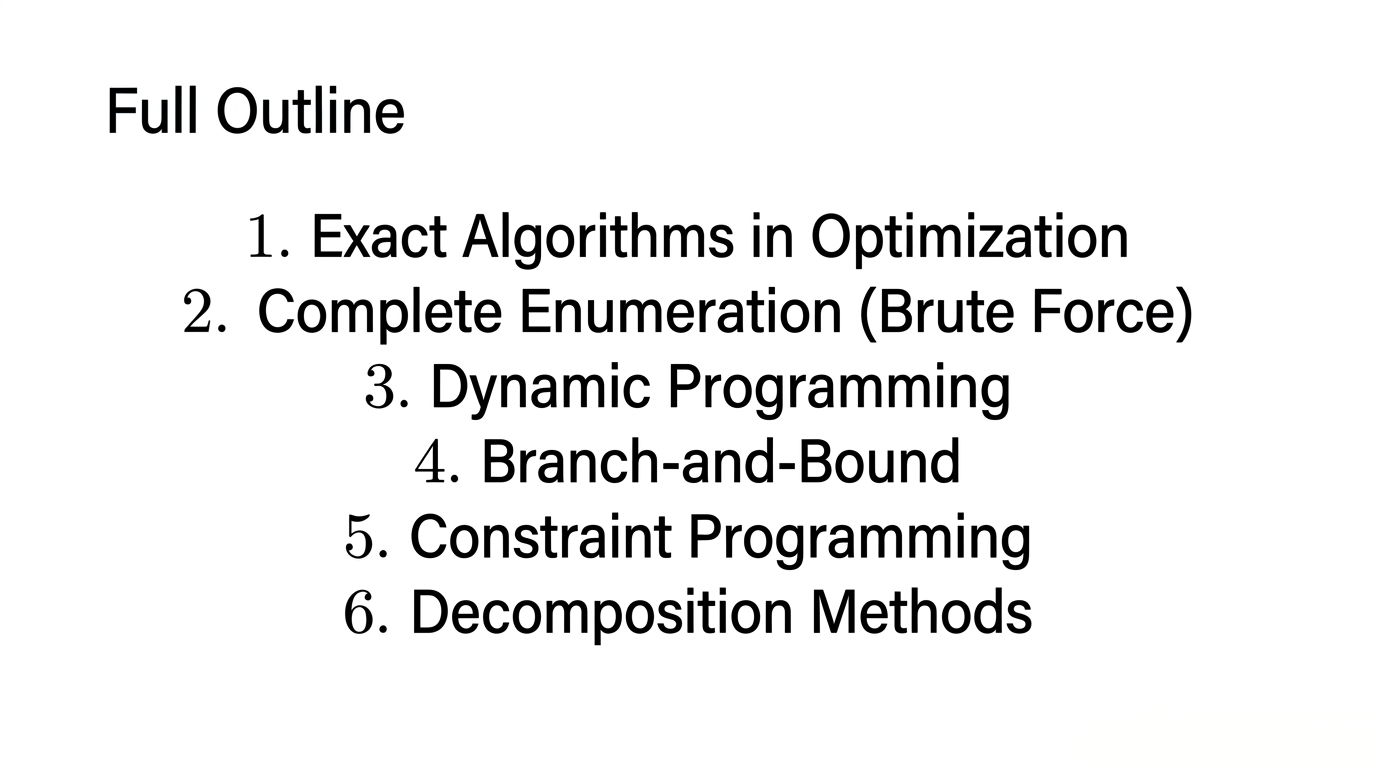 Full Outline
1. Exact Algorithms in Optimization
2. Complete Enumeration (Brute Force)
3. Dynamic Programming
4. Branch-and-Bound
5. Constraint Programming
6. Decomposition Methods